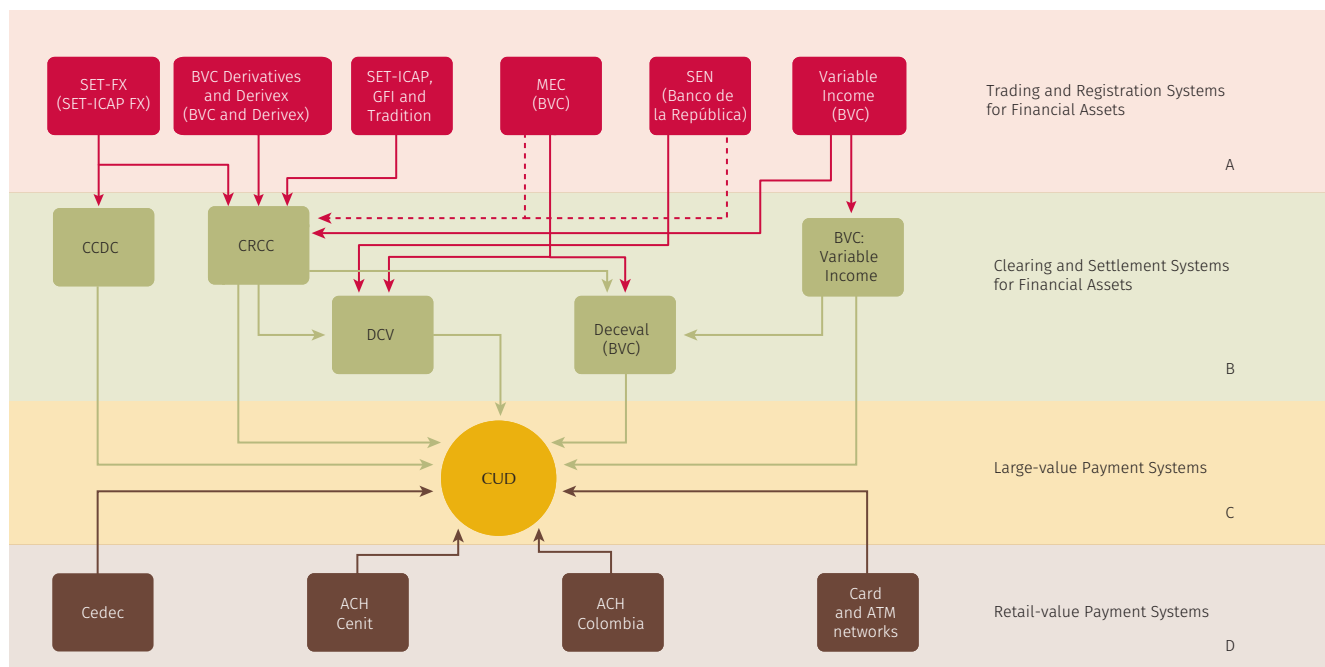 SET-FX
(SET-ICAP FX)
BVC Derivatives
and Derivex
(BVC and Derivex)
SET-ICAP,
GFI and
Tradition
MEC
(BVC)
SEN
(Banco de
la República)
Variable
Income
(BVC)
Trading and Registration Systems
for Financial Assets
A
CCDC
CRCC
BVC:
Variable
Income
Clearing and Settlement Systems
for Financial Assets
DCV
Deceval
(BVC)
B
CUD
Large-value Payment Systems
C
Cedec
ACH
Cenit
ACH
Colombia
Card
and ATM
networks
Retail-value Payment Systems
D